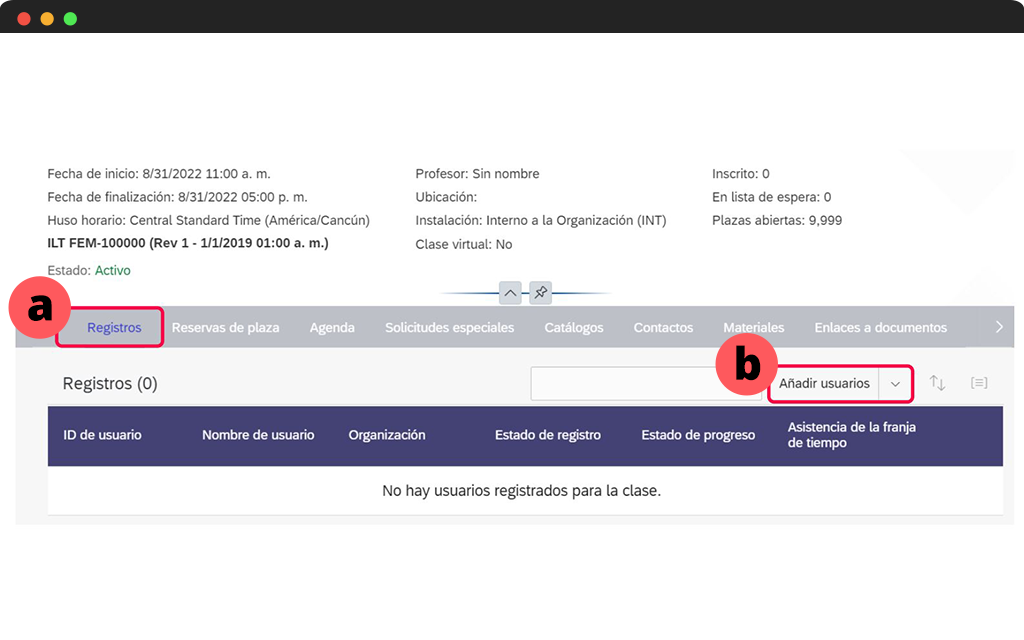 Fecha de inicio: 8/31/2022 11:00 a. m.
Fecha de finalización: 8/31/2022 05:00 p. m.
Huso horario: Central Standard Time (América/Cancún)
ILT FEM-100000 (Rev 1 - 1/1/2019 01:00 a. m.)
Estado: Activo
Profesor: Sin nombre
Ubicación:
Instalación: Interno a la Organización (INT)
Clase virtual: No
Inscrito: 0
En lista de espera: 0
Plazas abiertas: 9,999
a
Registros Reservas de plaza Agenda Solicitudes especiales Catálogos Contactos Materiales Enlaces a documentos
b
Registros (0) Añadir usuarios
ID de usuario Nombre de usuario Organización Estado de registro Estado de progreso Asistencia de la franja
de tiempo
No hay usuarios registrados para la clase.